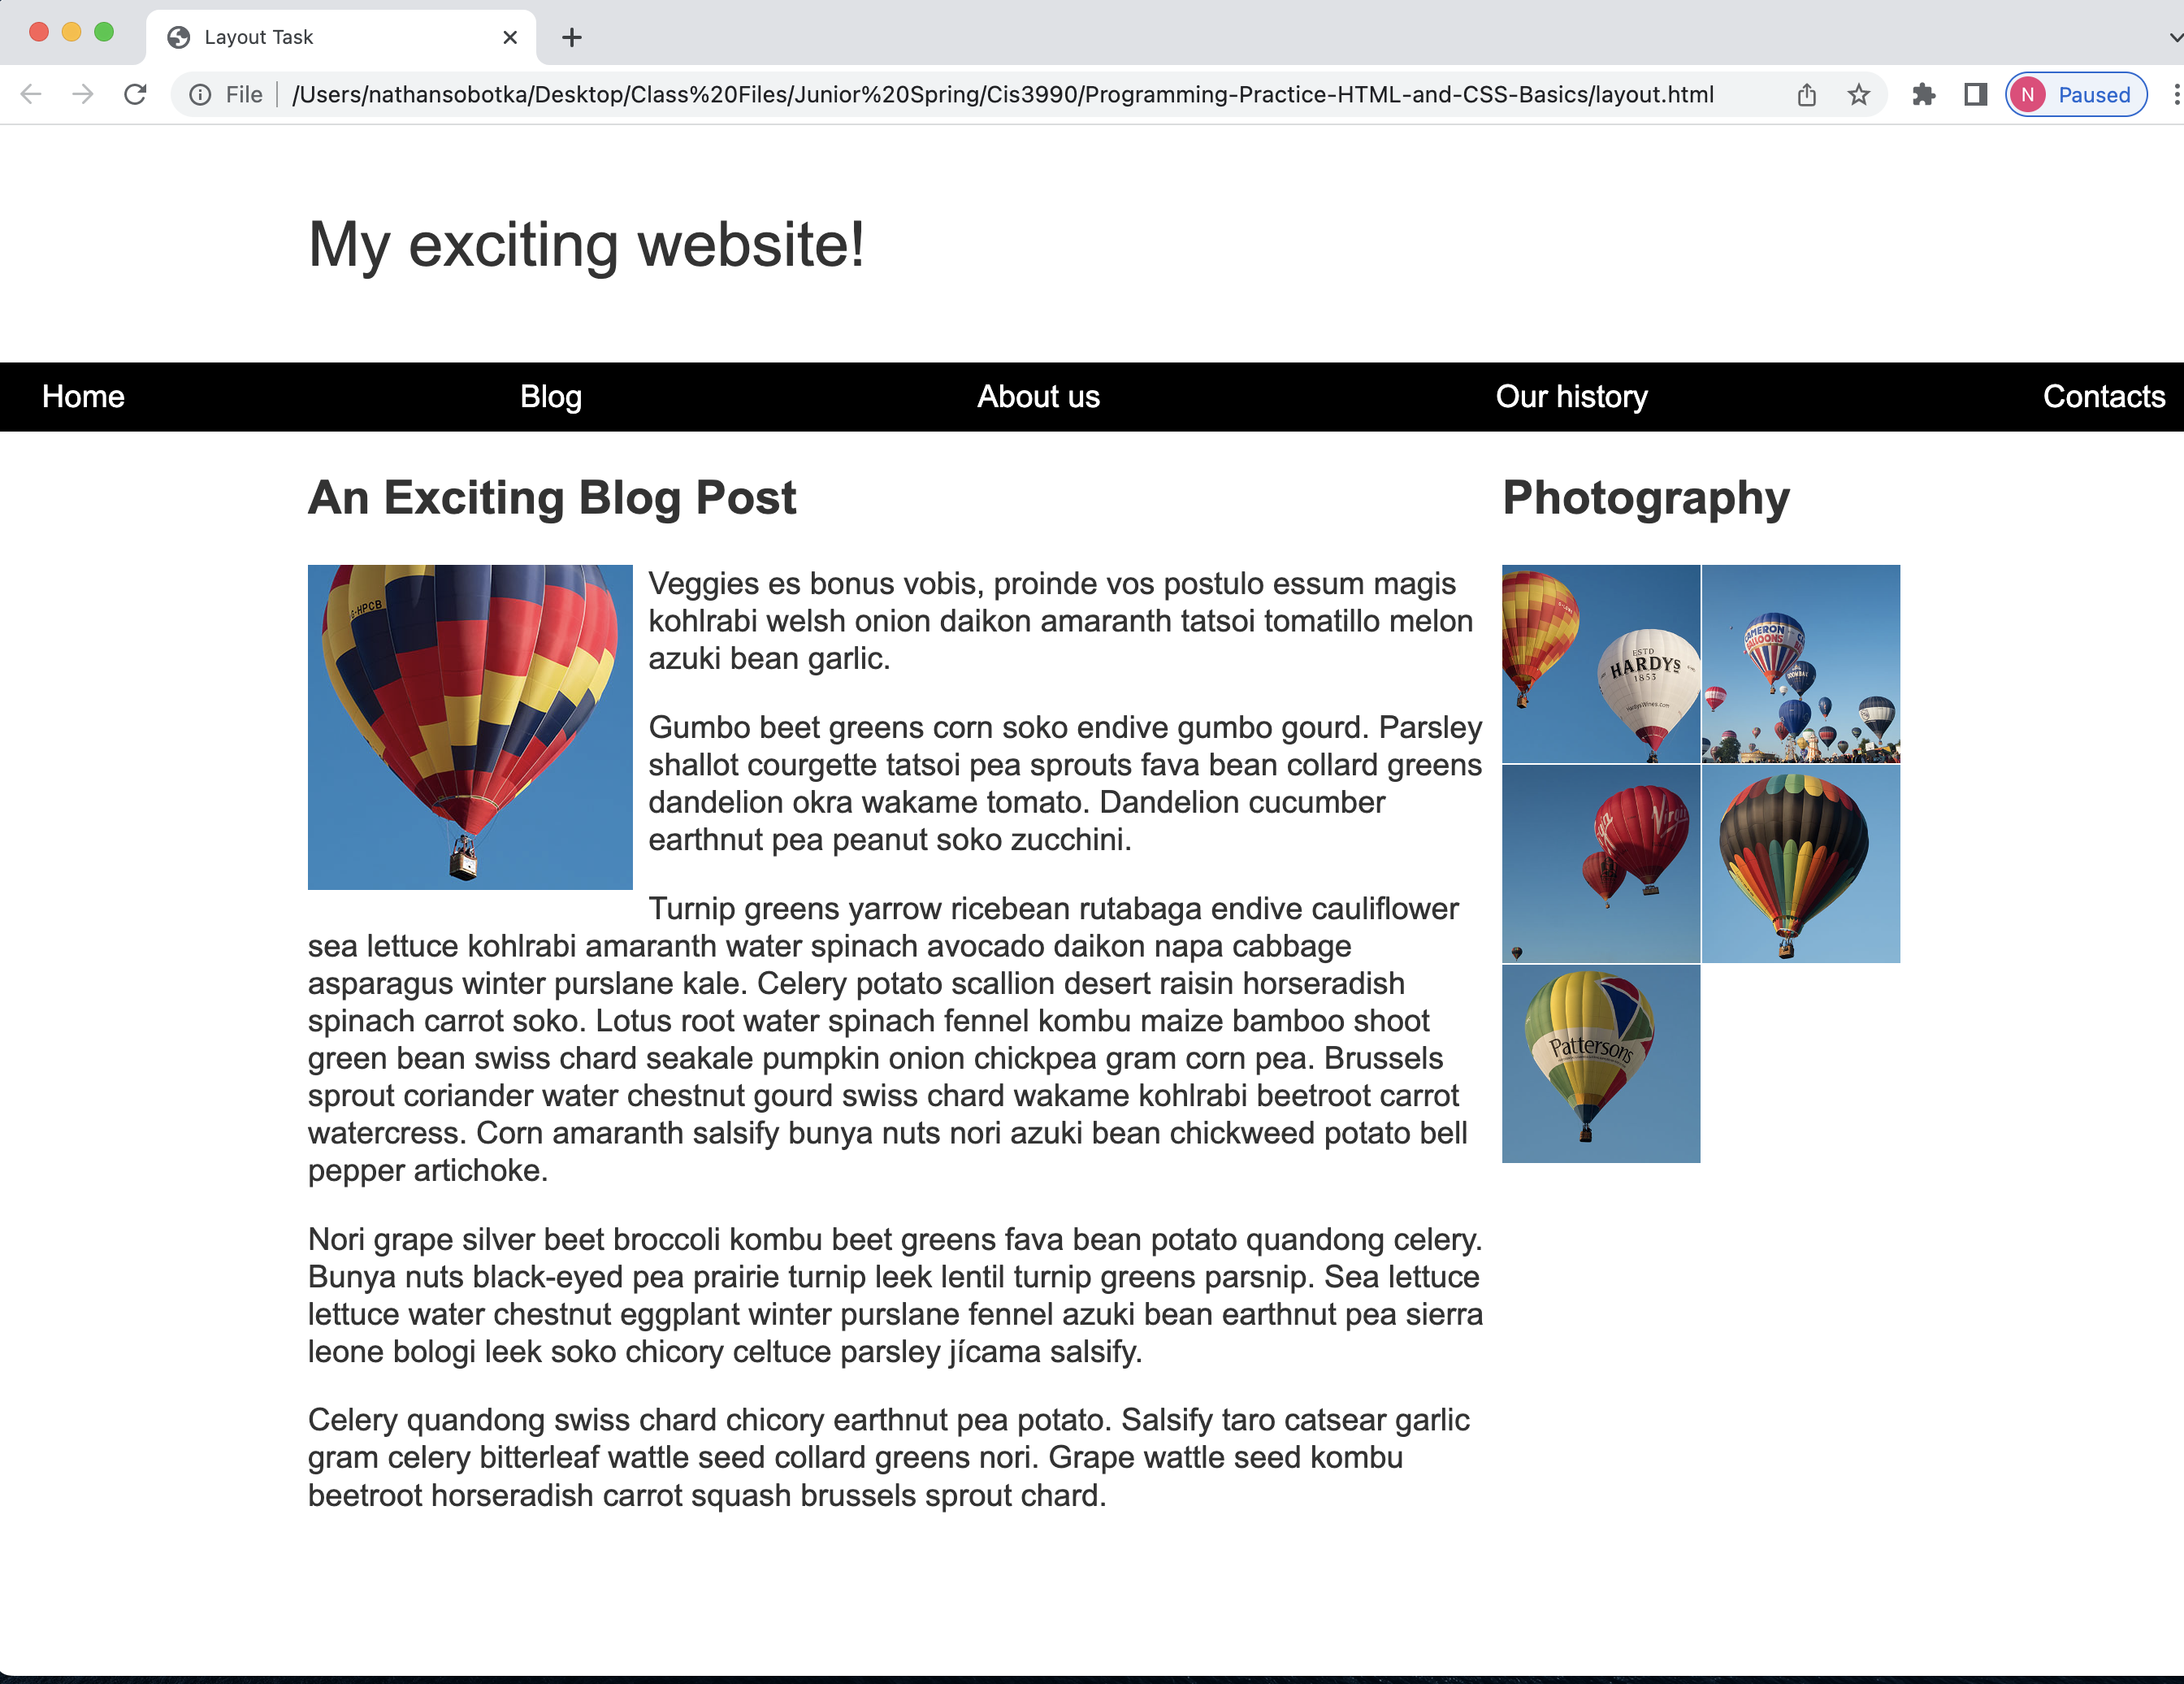 Layout Task
File /Users/nathansobotka/Desktop/Class%20Files/Junior%20Spring/Cis3990/Programming-Practice-HTML-and-CSS-Basics/layout.html
N Paused
My exciting website!
Home Blog About us Our history Contacts
An Exciting Blog Post
G-HPCB
Veggies es bonus vobis, proinde vos postulo essum magis
kohlrabi welsh onion daikon amaranth tatsoi tomatillo melon
azuki bean garlic.
Gumbo beet greens corn soko endive gumbo gourd. Parsley
shallot courgette tatsoi pea sprouts fava bean collard greens
dandelion okra wakame tomato. Dandelion cucumber
earthnut pea peanut soko zucchini.
Turnip greens yarrow ricebean rutabaga endive cauliflower
sea lettuce kohlrabi amaranth water spinach avocado daikon napa cabbage
asparagus winter purslane kale. Celery potato scallion desert raisin horseradish
spinach carrot soko. Lotus root water spinach fennel kombu maize bamboo shoot
green bean swiss chard seakale pumpkin onion chickpea gram corn pea. Brussels
sprout coriander water chestnut gourd swiss chard wakame kohlrabi beetroot carrot
watercress. Corn amaranth salsify bunya nuts nori azuki bean chickweed potato bell
pepper artichoke.
Nori grape silver beet broccoli kombu beet greens fava bean potato quandong celery.
Bunya nuts black-eyed pea prairie turnip leek lentil turnip greens parsnip. Sea lettuce
lettuce water chestnut eggplant winter purslane fennel azuki bean earthnut pea sierra
leone bologi leek soko chicory celtuce parsley jícama salsify.
Celery quandong swiss chard chicory earthnut pea potato. Salsify taro catsear garlic
gram celery bitterleaf wattle seed collard greens nori. Grape wattle seed kombu
beetroot horseradish carrot squash brussels sprout chard.
Photography
ESTD
HARDYS
1853
HardysWines.com
CAMERON
BALLOONS
Virgin
Pattersons